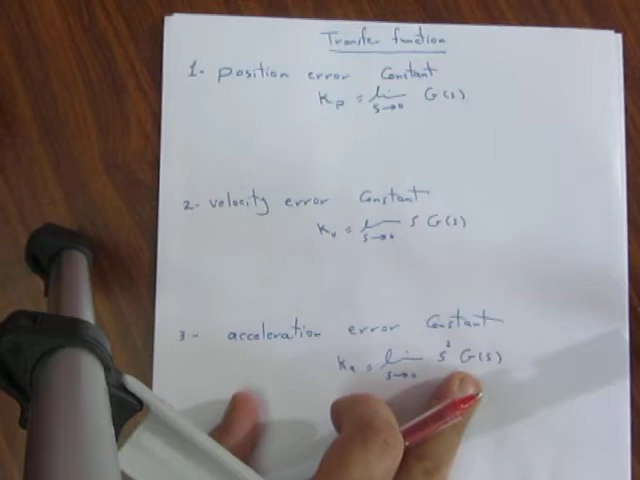 Transfer function
1- position error Constant
Kp = lim s→0 G(s)
2- velocity error Constant
Kv = lim s→0 s G(s)
3- acceleration error Constant
Ka = lim s→0 s² G(s)